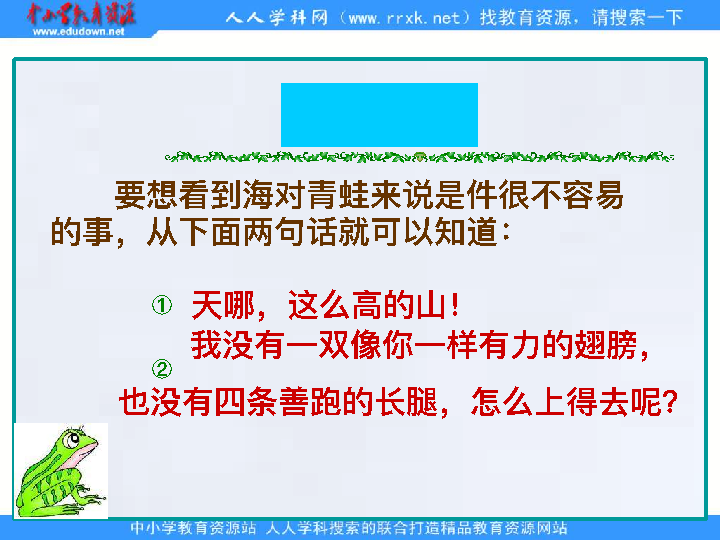 中小学教育资源
www.edudown.net
人人学科网（www.rrxk.net）找教育资源，请搜索一下
要想看到海对青蛙来说是件很不容易
的事，从下面两句话就可以知道：
① 天哪，这么高的山！
我没有一双像你一样有力的翅膀，
②
也没有四条善跑的长腿，怎么上得去呢？
中小学教育资源站 人人学科搜索的联合打造精品教育资源网站